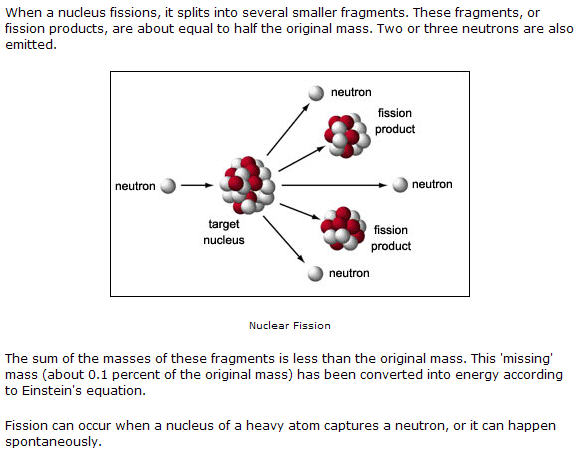 When a nucleus fissions, it splits into several smaller fragments. These fragments, or
fission products, are about equal to half the original mass. Two or three neutrons are also
emitted.
neutron
fission
product
neutron
neutron
target
nucleus
fission
product
neutron
Nuclear Fission
The sum of the masses of these fragments is less than the original mass. This 'missing'
mass (about 0.1 percent of the original mass) has been converted into energy according
to Einstein's equation.
Fission can occur when a nucleus of a heavy atom captures a neutron, or it can happen
spontaneously.